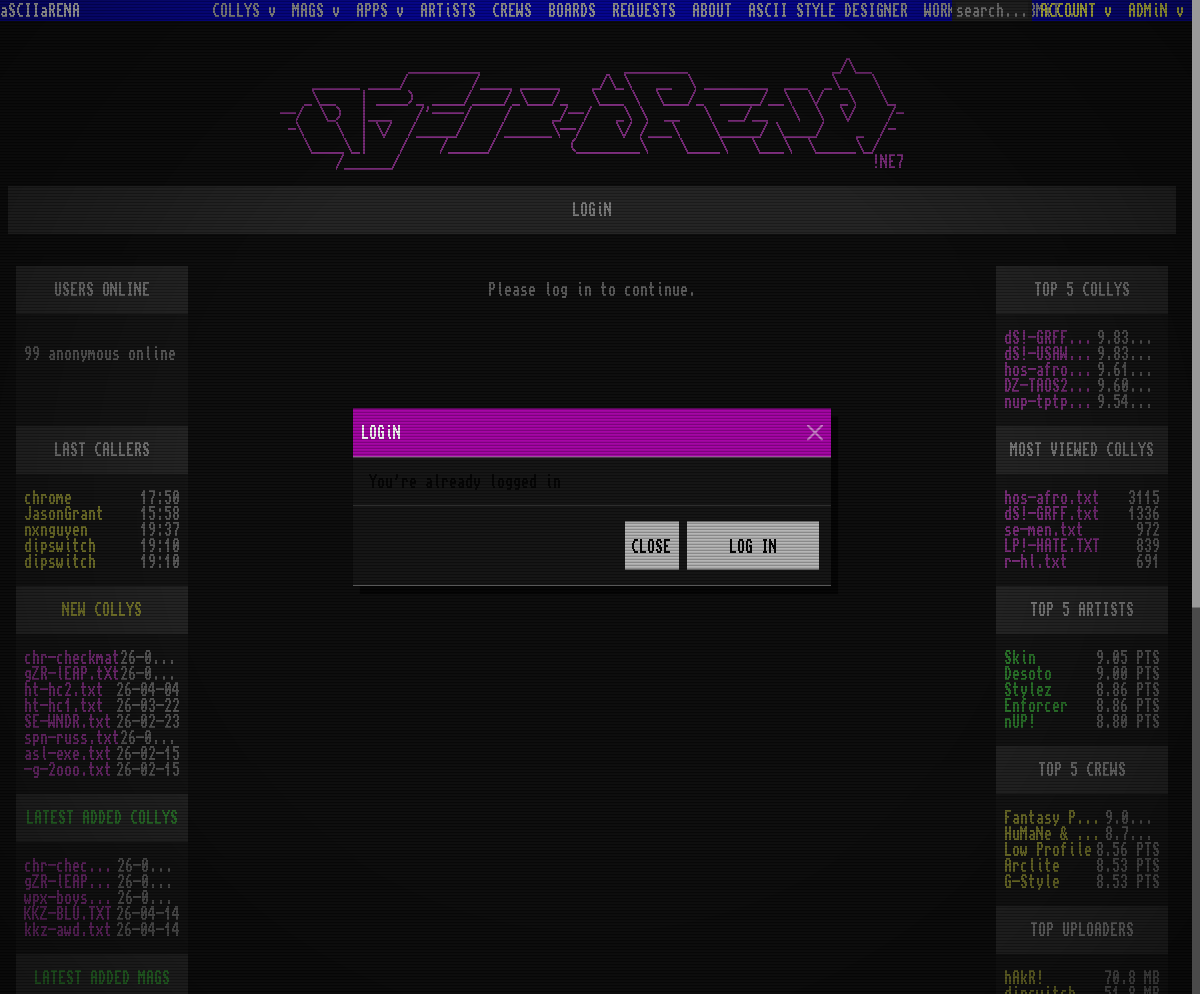 aSCIIaRENA
COLLYS v MAGS v APPS v ARTiSTS CREWS BOARDS REQUESTS ABOUT ASCII STYLE DESIGNER search... ACCOUNT v ADMiN v
!NE7
LOGiN
USERS ONLINE
99 anonymous online
LAST CALLERS
chrome 17:50
JasonGrant 15:58
nxnguyen 19:37
dipswitch 19:10
dipswitch 19:10
NEW COLLYS
chr-checkmat26-0...
gZR-lEAP.tXt26-0...
ht-hc2.txt 26-04-04
ht-hc1.txt 26-03-22
SE-WNDR.txt 26-02-23
spn-russ.txt26-0...
asl-exe.txt 26-02-15
-g-2ooo.txt 26-02-15
LATEST ADDED COLLYS
chr-chec... 26-0...
gZR-lEAP... 26-0...
wpx-boys... 26-0...
KKZ-BLU.TXT 26-04-14
kkz-awd.txt 26-04-14
LATEST ADDED MAGS
Please log in to continue.
LOGiN
You're already logged in
CLOSE
LOG IN
TOP 5 COLLYS
dS!-GRFF... 9.83...
dS!-USAW... 9.83...
hos-afro... 9.61...
DZ-TAOS2... 9.60...
nup-tptp... 9.54...
MOST VIEWED COLLYS
hos-afro.txt 3115
dS!-GRFF.txt 1336
se-men.txt 972
LP!-HATE.TXT 839
r-hl.txt 691
TOP 5 ARTISTS
Skin 9.05 PTS
Desoto 9.00 PTS
Stylez 8.86 PTS
Enforcer 8.86 PTS
nUP! 8.80 PTS
TOP 5 CREWS
Fantasy P... 9.0...
HuMaNe & ... 8.7...
Low Profile 8.56 PTS
Arclite 8.53 PTS
G-Style 8.53 PTS
TOP UPLOADERS
hAkR! 70.8 MB
dipswitch 51.8 MB